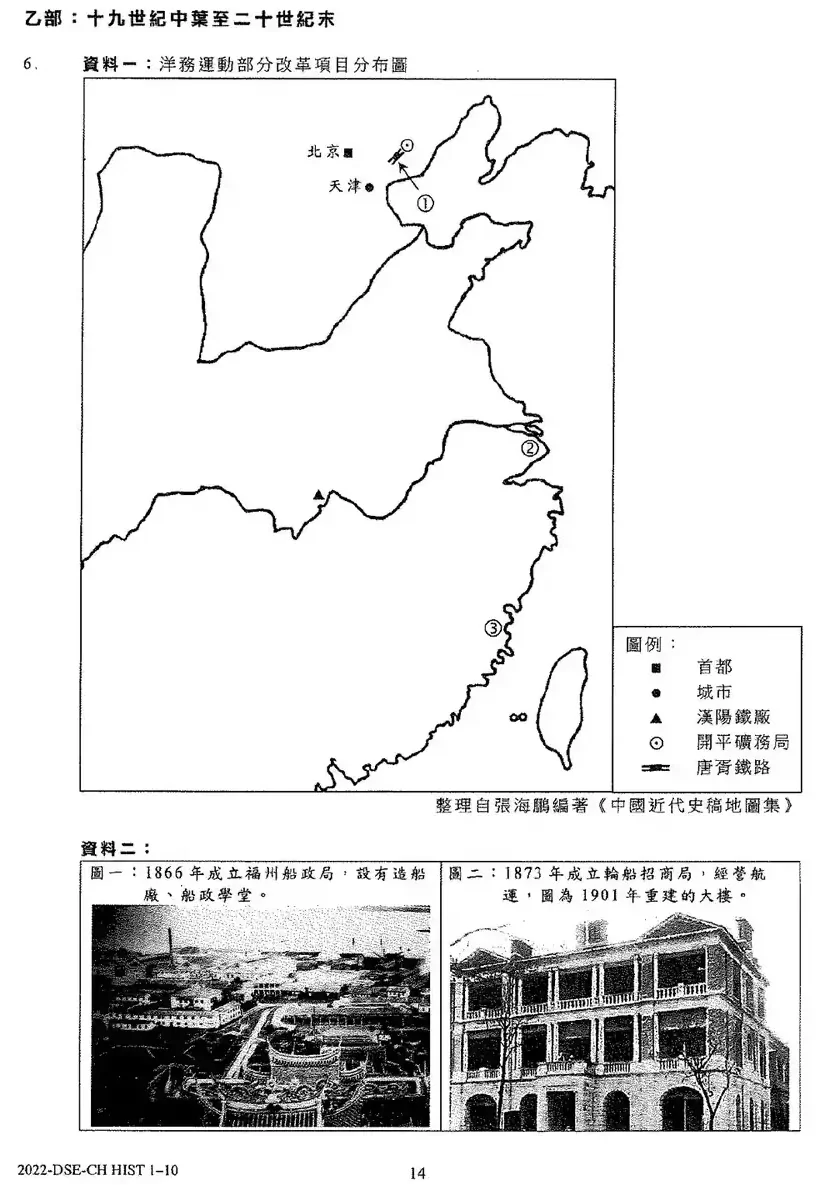 乙部：十九世紀中葉至二十世紀末
6. 資料一：洋務運動部分改革項目分布圖
北京
天津
①
②
③
圖例：
首都
城市
漢陽鐵廠
開平礦務局
唐胥鐵路
整理自張海鵬編著《中國近代史稿地圖集》
資料二：
圖一：1866年成立福州船政局，設有造船
廠、船政學堂。
圖二：1873年成立輪船招商局，經營航
運，圖為1901年重建的大樓。
2022-DSE-CH HIST 1–10
14